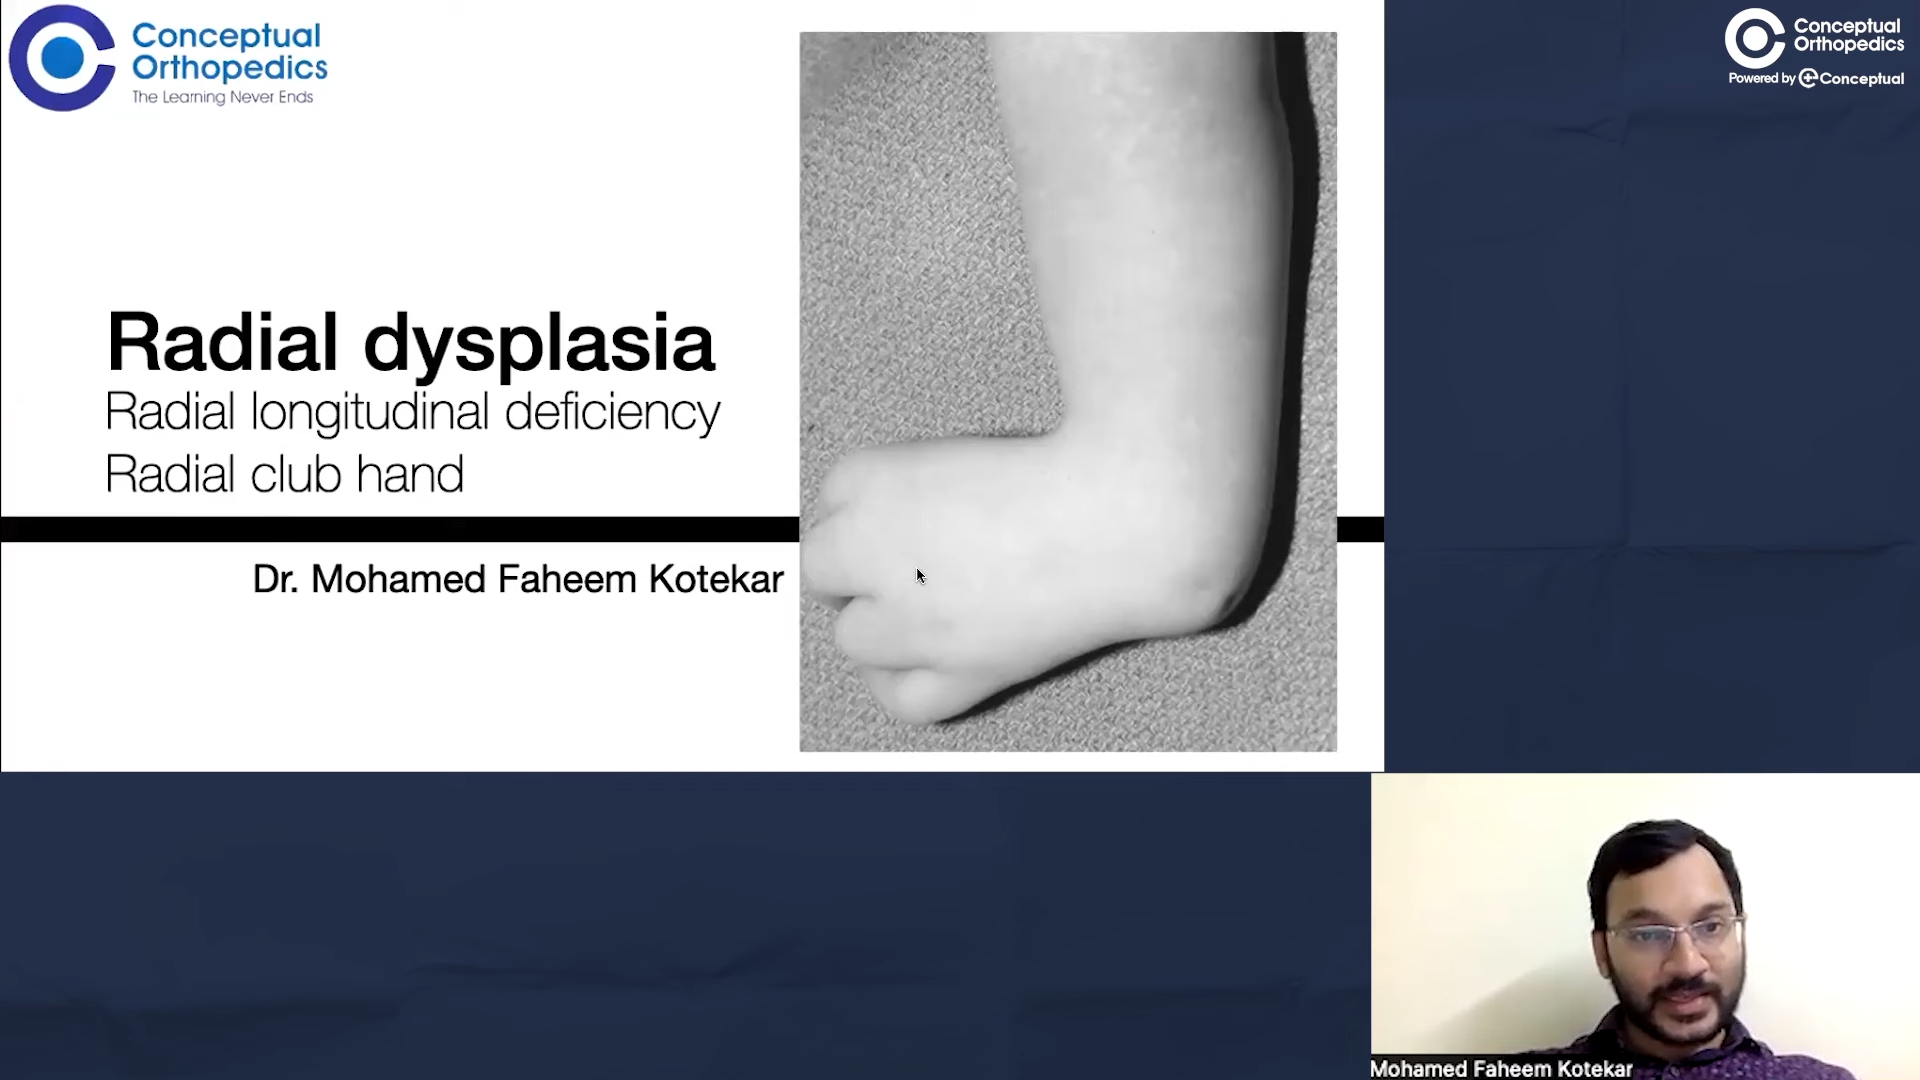 Conceptual
Orthopedics
The Learning Never Ends
Conceptual
Orthopedics
Powered by Conceptual
Radial dysplasia
Radial longitudinal deficiency
Radial club hand
Dr. Mohamed Faheem Kotekar
Mohamed Faheem Kotekar